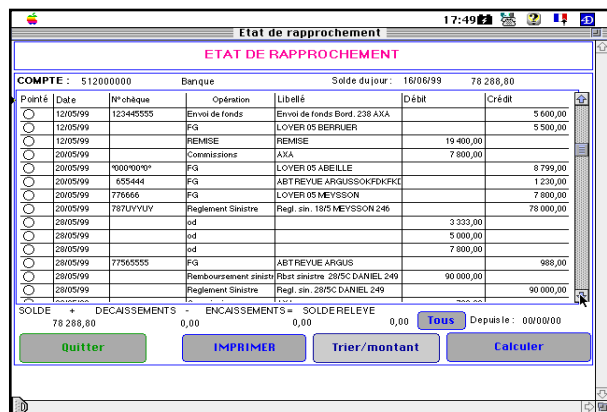 17:49
Etat de rapprochement
ETAT DE RAPPROCHEMENT
COMPTE : 512000000 Banque Solde du jour : 16/06/99 78 288,80
Pointé Date N° chèque Opération Libellé Débit Crédit
12/05/99 123445555 Envoi de fonds Envoi de fonds Bord. 238 AXA 5 600,00
12/05/99 FG LOYER 05 BERRUER 5 500,00
12/05/99 REMISE REMISE 19 400,00
20/05/99 Commissions AXA 7 800,00
20/05/99 °000°00°0° FG LOYER 05 ABEILLE 8 799,00
20/05/99 655444 FG ABT REVUE ARGUSSOKFDKFKD 1 230,00
20/05/99 776666 FG LOYER 05 MEYSSON 7 800,00
20/05/99 787UYYUY Reglement Sinistre Regl. sin. 18/5 MEYSSON 246 78 000,00
28/05/99 od 3 333,00
28/05/99 od 5 000,00
28/05/99 od 7 800,00
28/05/99 77565555 FG ABT REVUE ARGUS 988,00
28/05/99 Remboursement sinistr Rbst sinistre 28/5C DANIEL 249 90 000,00
28/05/99 Reglement Sinistre Regl. sin. 28/5C DANIEL 249 90 000,00
SOLDE + DECAISSEMENTS - ENCAISSEMENTS = SOLDE RELEVE
78 288,80 0,00 0,00 0,00 Tous Depuis le : 00/00/00
Quitter IMPRIMER Trier/montant Calculer